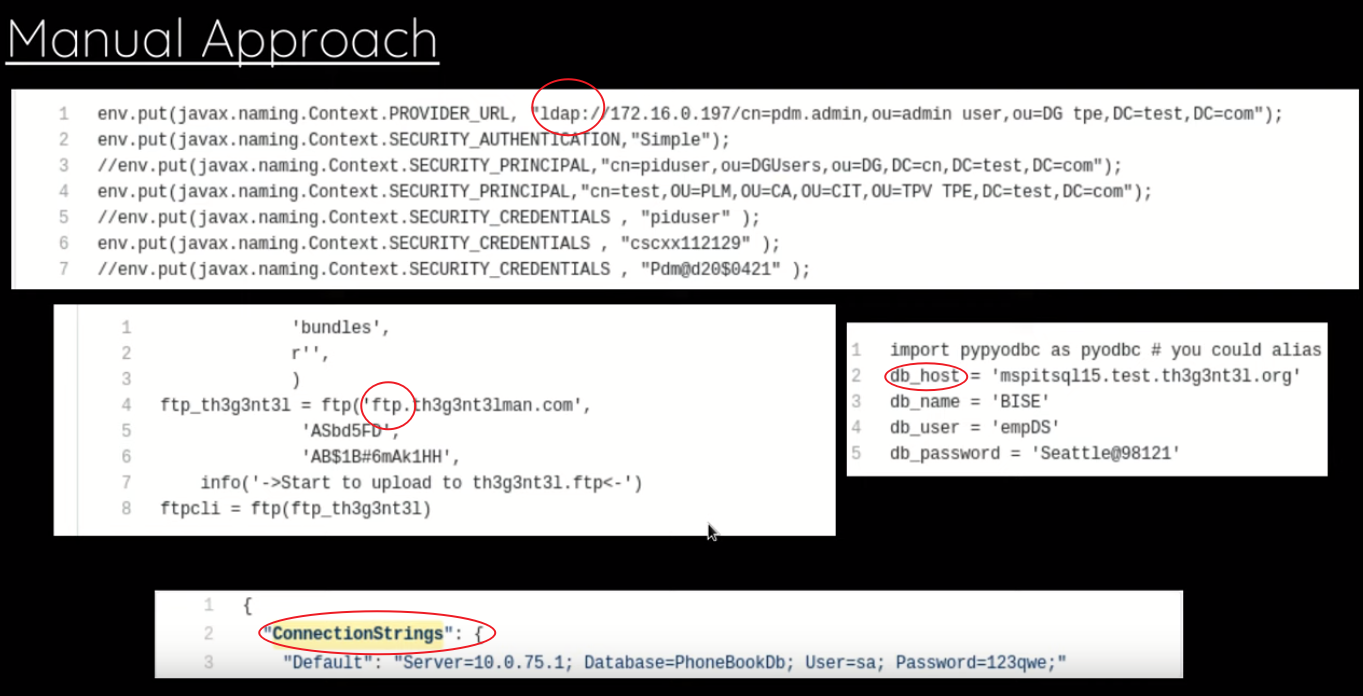 Manual Approach
1 env.put(javax.naming.Context.PROVIDER_URL, "ldap://172.16.0.197/cn=pdm.admin,ou=admin user,ou=DG tpe,DC=test,DC=com");
2 env.put(javax.naming.Context.SECURITY_AUTHENTICATION,"Simple");
3 //env.put(javax.naming.Context.SECURITY_PRINCIPAL,"cn=piduser,ou=DGUsers,ou=DG,DC=cn,DC=test,DC=com");
4 env.put(javax.naming.Context.SECURITY_PRINCIPAL,"cn=test,OU=PLM,OU=CA,OU=CIT,OU=TPV TPE,DC=test,DC=com");
5 //env.put(javax.naming.Context.SECURITY_CREDENTIALS , "piduser" );
6 env.put(javax.naming.Context.SECURITY_CREDENTIALS , "cscxx112129" );
7 //env.put(javax.naming.Context.SECURITY_CREDENTIALS , "Pdm@d20$0421" );
1 'bundles',
2 r'',
3 )
4 ftp_th3g3nt3l = ftp('ftp.th3g3nt3lman.com',
5 'ASbd5FD',
6 'AB$1B#6mAk1HH',
7 info('->Start to upload to th3g3nt3l.ftp<-')
8 ftpcli = ftp(ftp_th3g3nt3l)
1 import pypyodbc as pyodbc # you could alias
2 db_host = 'mspitsql15.test.th3g3nt3l.org'
3 db_name = 'BISE'
4 db_user = 'empDS'
5 db_password = 'Seattle@98121'
1 {
2 "ConnectionStrings": {
3 "Default": "Server=10.0.75.1; Database=PhoneBookDb; User=sa; Password=123qwe;"